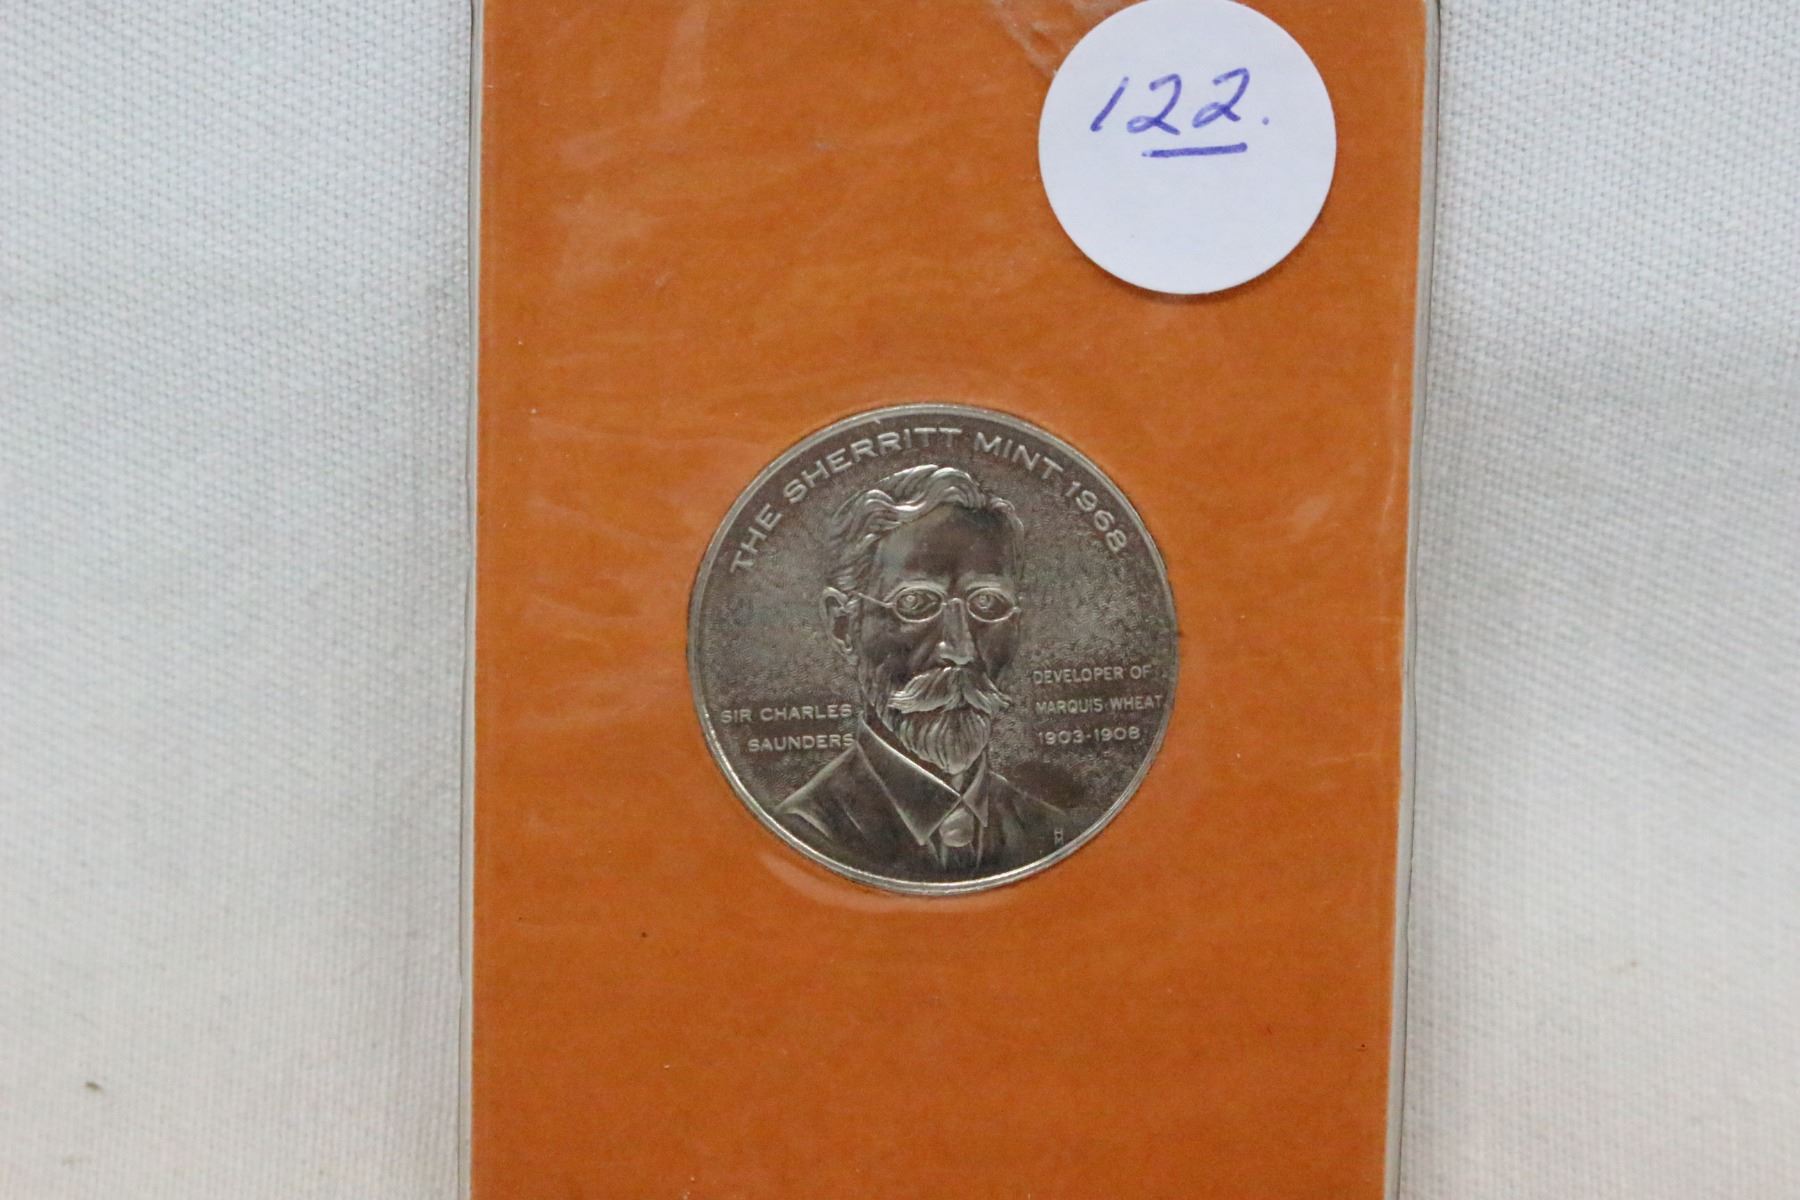 122.
THE SHERRITT MINT 1968
SIR CHARLES
SAUNDERS
DEVELOPER OF
MARQUIS WHEAT
1903-1908